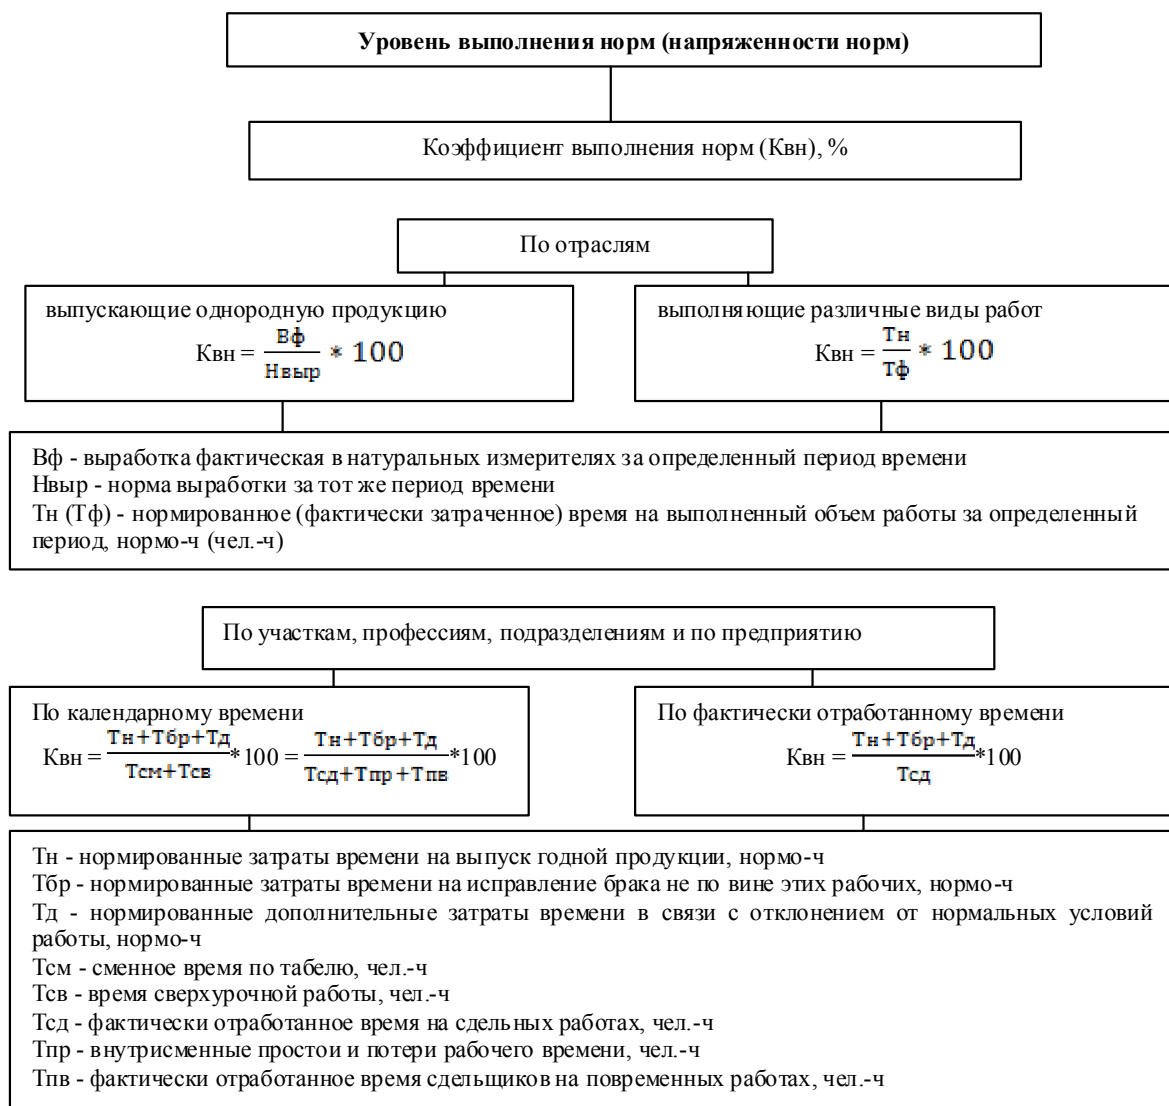 Уровень выполнения норм (напряженности норм)
Коэффициент выполнения норм (Квн), %
По отраслям
выпускающие однородную продукцию
Квн = Вф/Нвыр * 100
выполняющие различные виды работ
Квн = Тн/Тф * 100
Вф - выработка фактическая в натуральных измерителях за определенный период времени
Нвыр - норма выработки за тот же период времени
Тн (Тф) - нормированное (фактически затраченное) время на выполненный объем работы за определенный
период, нормо-ч (чел.-ч)
По участкам, профессиям, подразделениям и по предприятию
По календарному времени
Квн = Тн+Тбр+Тд/Тсм+Тсв *100 = Тн+Тбр+Тд/Тсд+Тпр+Тпв *100
По фактически отработанному времени
Квн = Тн+Тбр+Тд/Тсд *100
Тн - нормированные затраты времени на выпуск годной продукции, нормо-ч
Тбр - нормированные затраты времени на исправление брака не по вине этих рабочих, нормо-ч
Тд - нормированные дополнительные затраты времени в связи с отклонением от нормальных условий
работы, нормо-ч
Тсм - сменное время по табелю, чел.-ч
Тсв - время сверхурочной работы, чел.-ч
Тсд - фактически отработанное время на сдельных работах, чел.-ч
Тпр - внутрисменные простои и потери рабочего времени, чел.-ч
Тпв - фактически отработанное время сдельщиков на повременных работах, чел.-ч